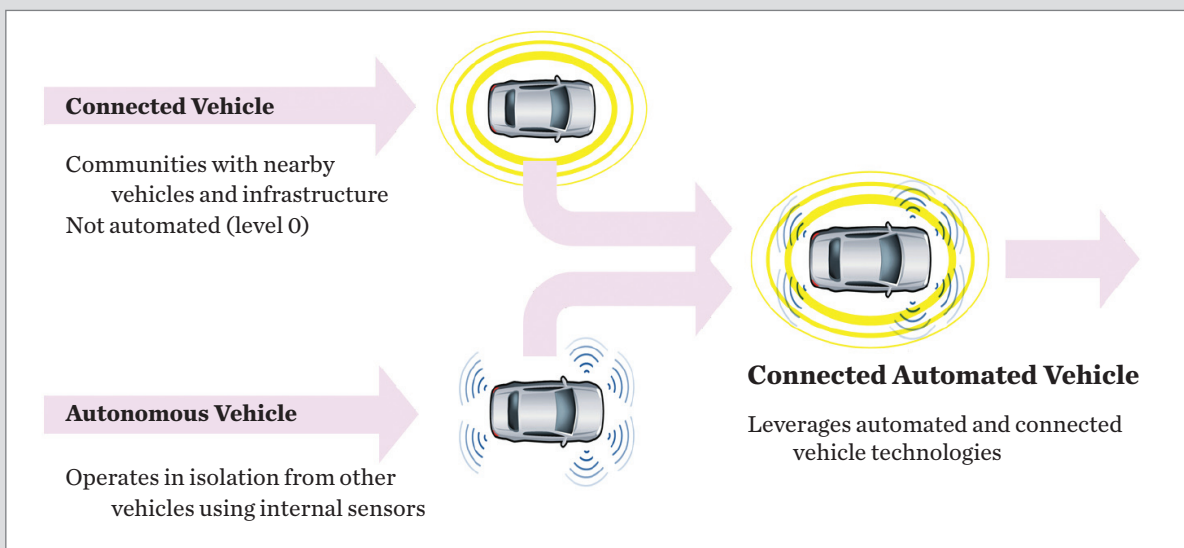 Connected Vehicle
Communities with nearby
vehicles and infrastructure
Not automated (level 0)
Autonomous Vehicle
Operates in isolation from other
vehicles using internal sensors
Connected Automated Vehicle
Leverages automated and connected
vehicle technologies